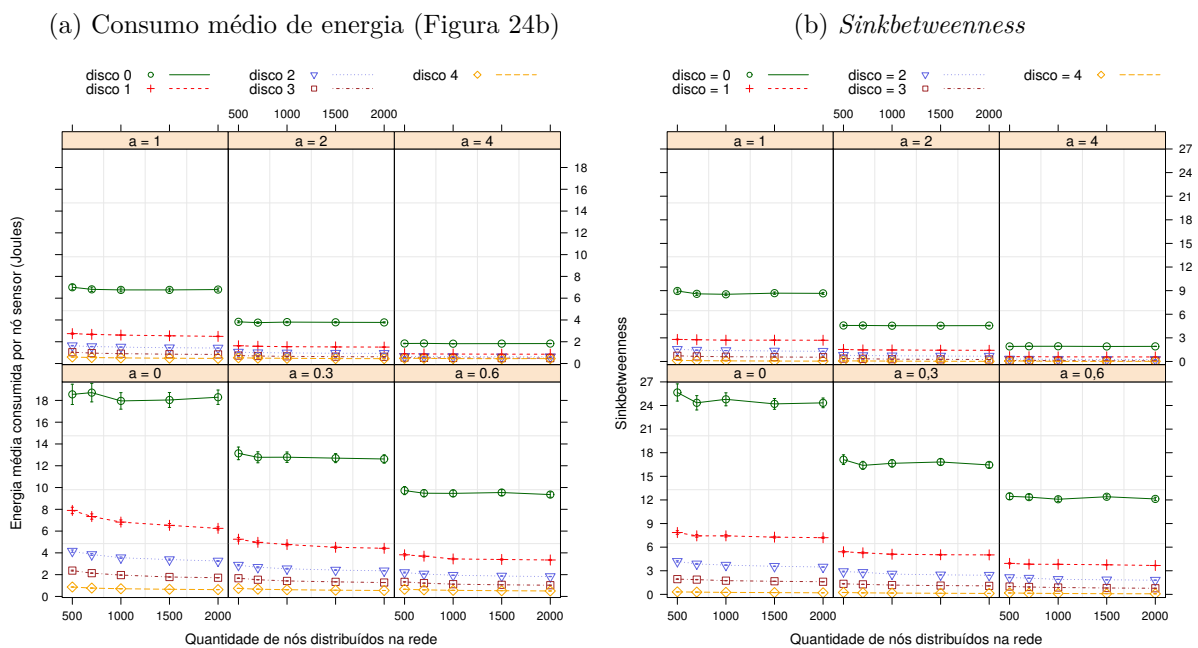 (a) Consumo médio de energia (Figura 24b)
disco 0
disco 1
disco 2
disco 3
disco 4
500 1000 1500 2000
a = 1 a = 2 a = 4
18
16
14
12
10
8
6
4
2
0
a = 0 a = 0.3 a = 0.6
18
16
14
12
10
8
6
4
2
0
Energia média consumida por nó sensor (Joules)
500 1000 1500 2000 500 1000 1500 2000
Quantidade de nós distribuídos na rede
(b) Sinkbetweenness
disco = 0
disco = 1
disco = 2
disco = 3
disco = 4
500 1000 1500 2000
a = 1 a = 2 a = 4
27
24
21
18
15
12
9
6
3
0
a = 0 a = 0,3 a = 0,6
27
24
21
18
15
12
9
6
3
0
Sinkbetweenness
500 1000 1500 2000 500 1000 1500 2000
Quantidade de nós distribuídos na rede